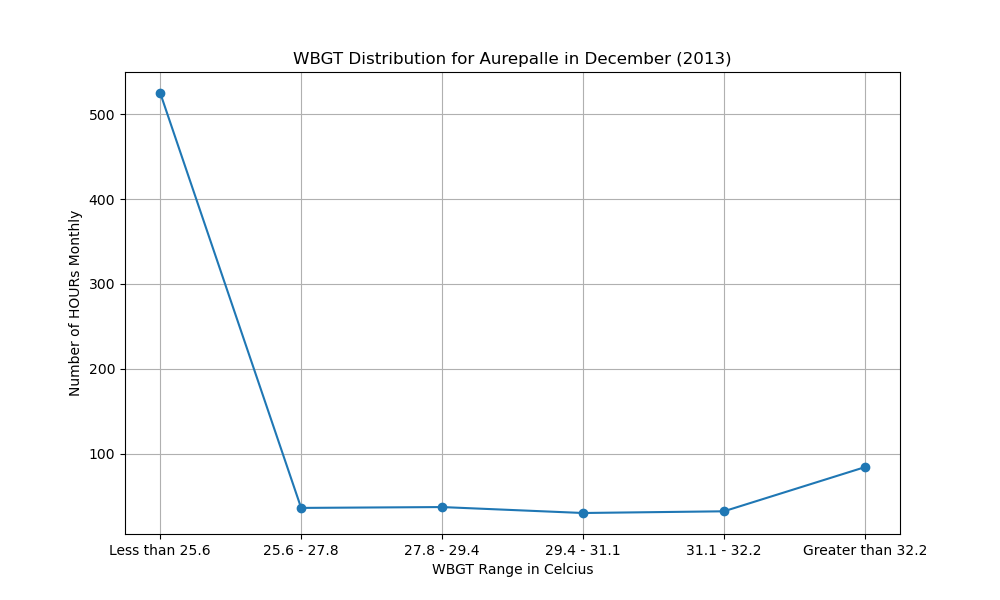 WBGT Distribution for Aurepalle in December (2013)
Number of HOURs Monthly
500
400
300
200
100
Less than 25.6
25.6 - 27.8
27.8 - 29.4
29.4 - 31.1
31.1 - 32.2
Greater than 32.2
WBGT Range in Celcius